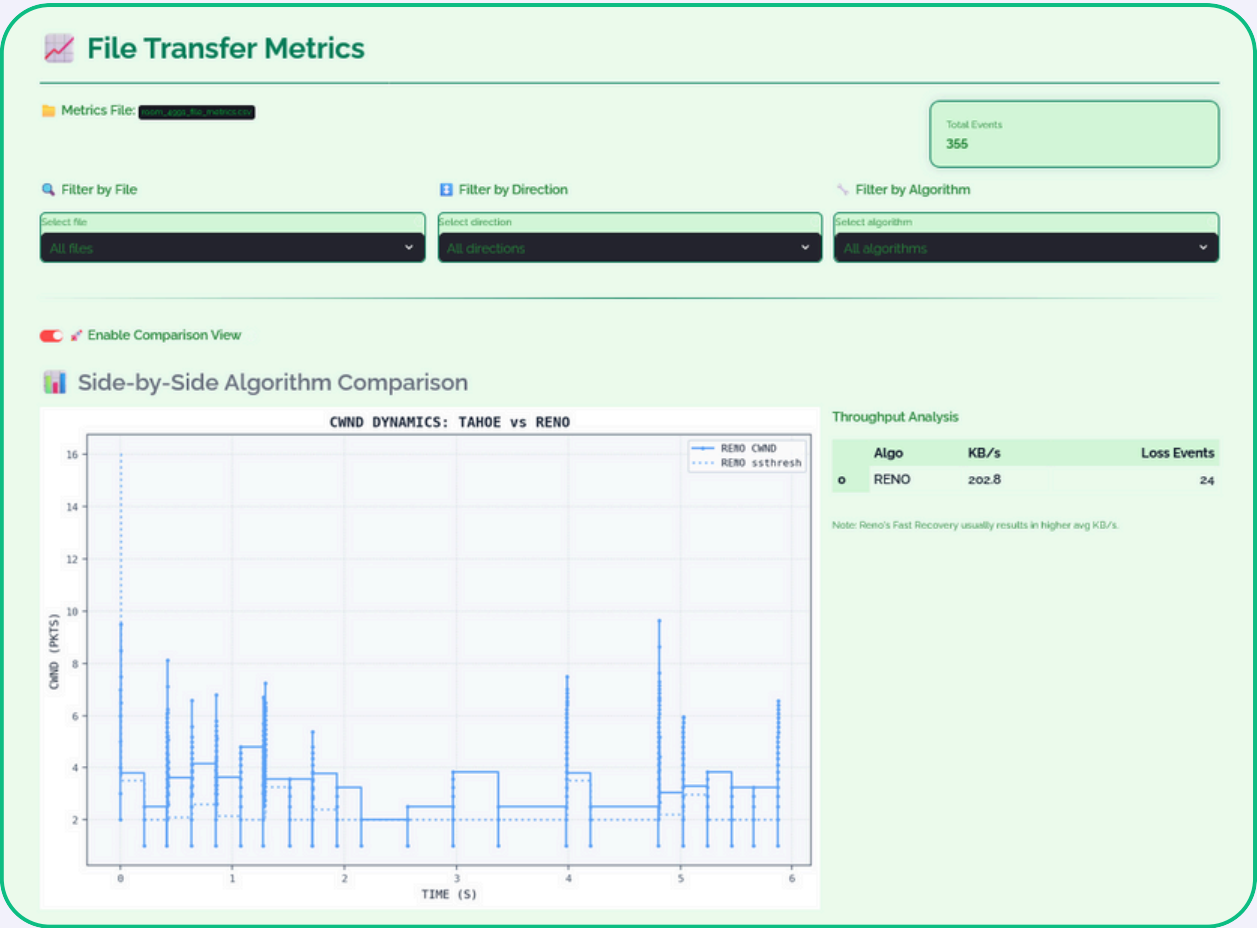 File Transfer Metrics
Metrics File: room_4991_file_metrics.csv
Total Events
355
Filter by File
Filter by Direction
Filter by Algorithm
Select file
All files
Select direction
All directions
Select algorithm
All algorithms
Enable Comparison View
Side-by-Side Algorithm Comparison
CWND DYNAMICS: TAHOE vs RENO
RENO CWND
RENO ssthresh
CWND (PKTS)
16
14
12
10
8
6
4
2
0 1 2 3 4 5 6
TIME (S)
Throughput Analysis
Algo KB/s Loss Events
0 RENO 202.8 24
Note: Reno's Fast Recovery usually results in higher avg KB/s.